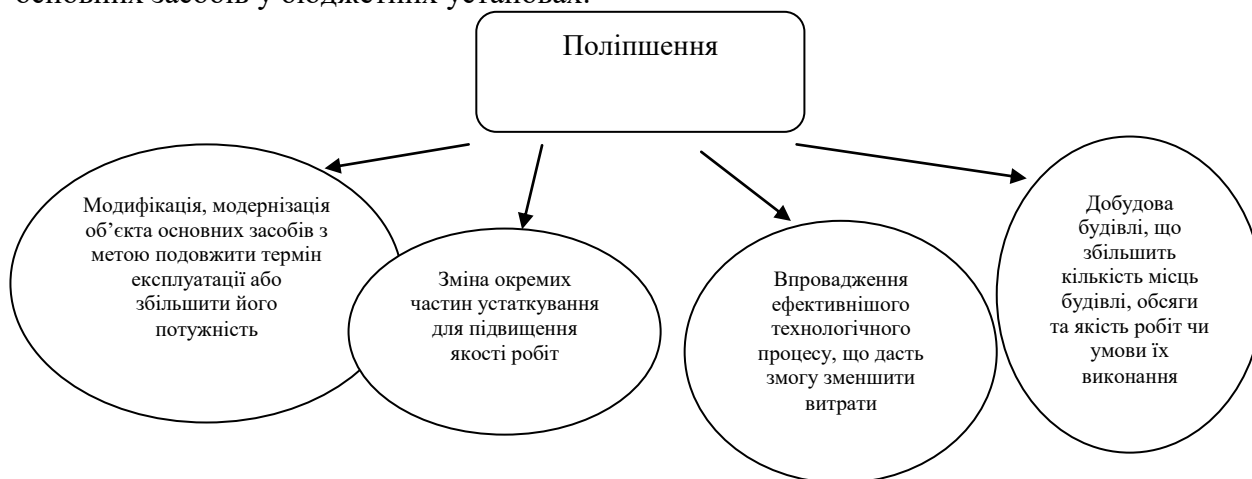 основних засобів у бюджетних установах.
Поліпшення
Модифікація, модернізація
об’єкта основних засобів з
метою подовжити термін
експлуатації або
збільшити його
потужність
Зміна окремих
частин устаткування
для підвищення
якості робіт
Впровадження
ефективнішого
технологічного
процесу, що дасть
змогу зменшити
витрати
Добудова
будівлі, що
збільшить
кількість місць
будівлі, обсяги
та якість робіт чи
умови їх
виконання